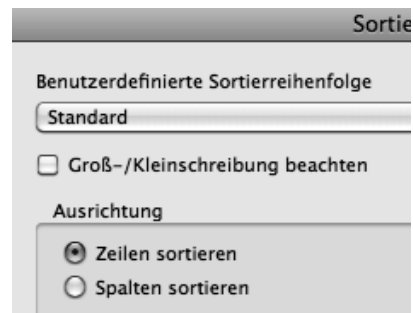 Sortie
Benutzerdefinierte Sortierreihenfolge
Standard
Groß-/Kleinschreibung beachten
Ausrichtung
Zeilen sortieren
Spalten sortieren